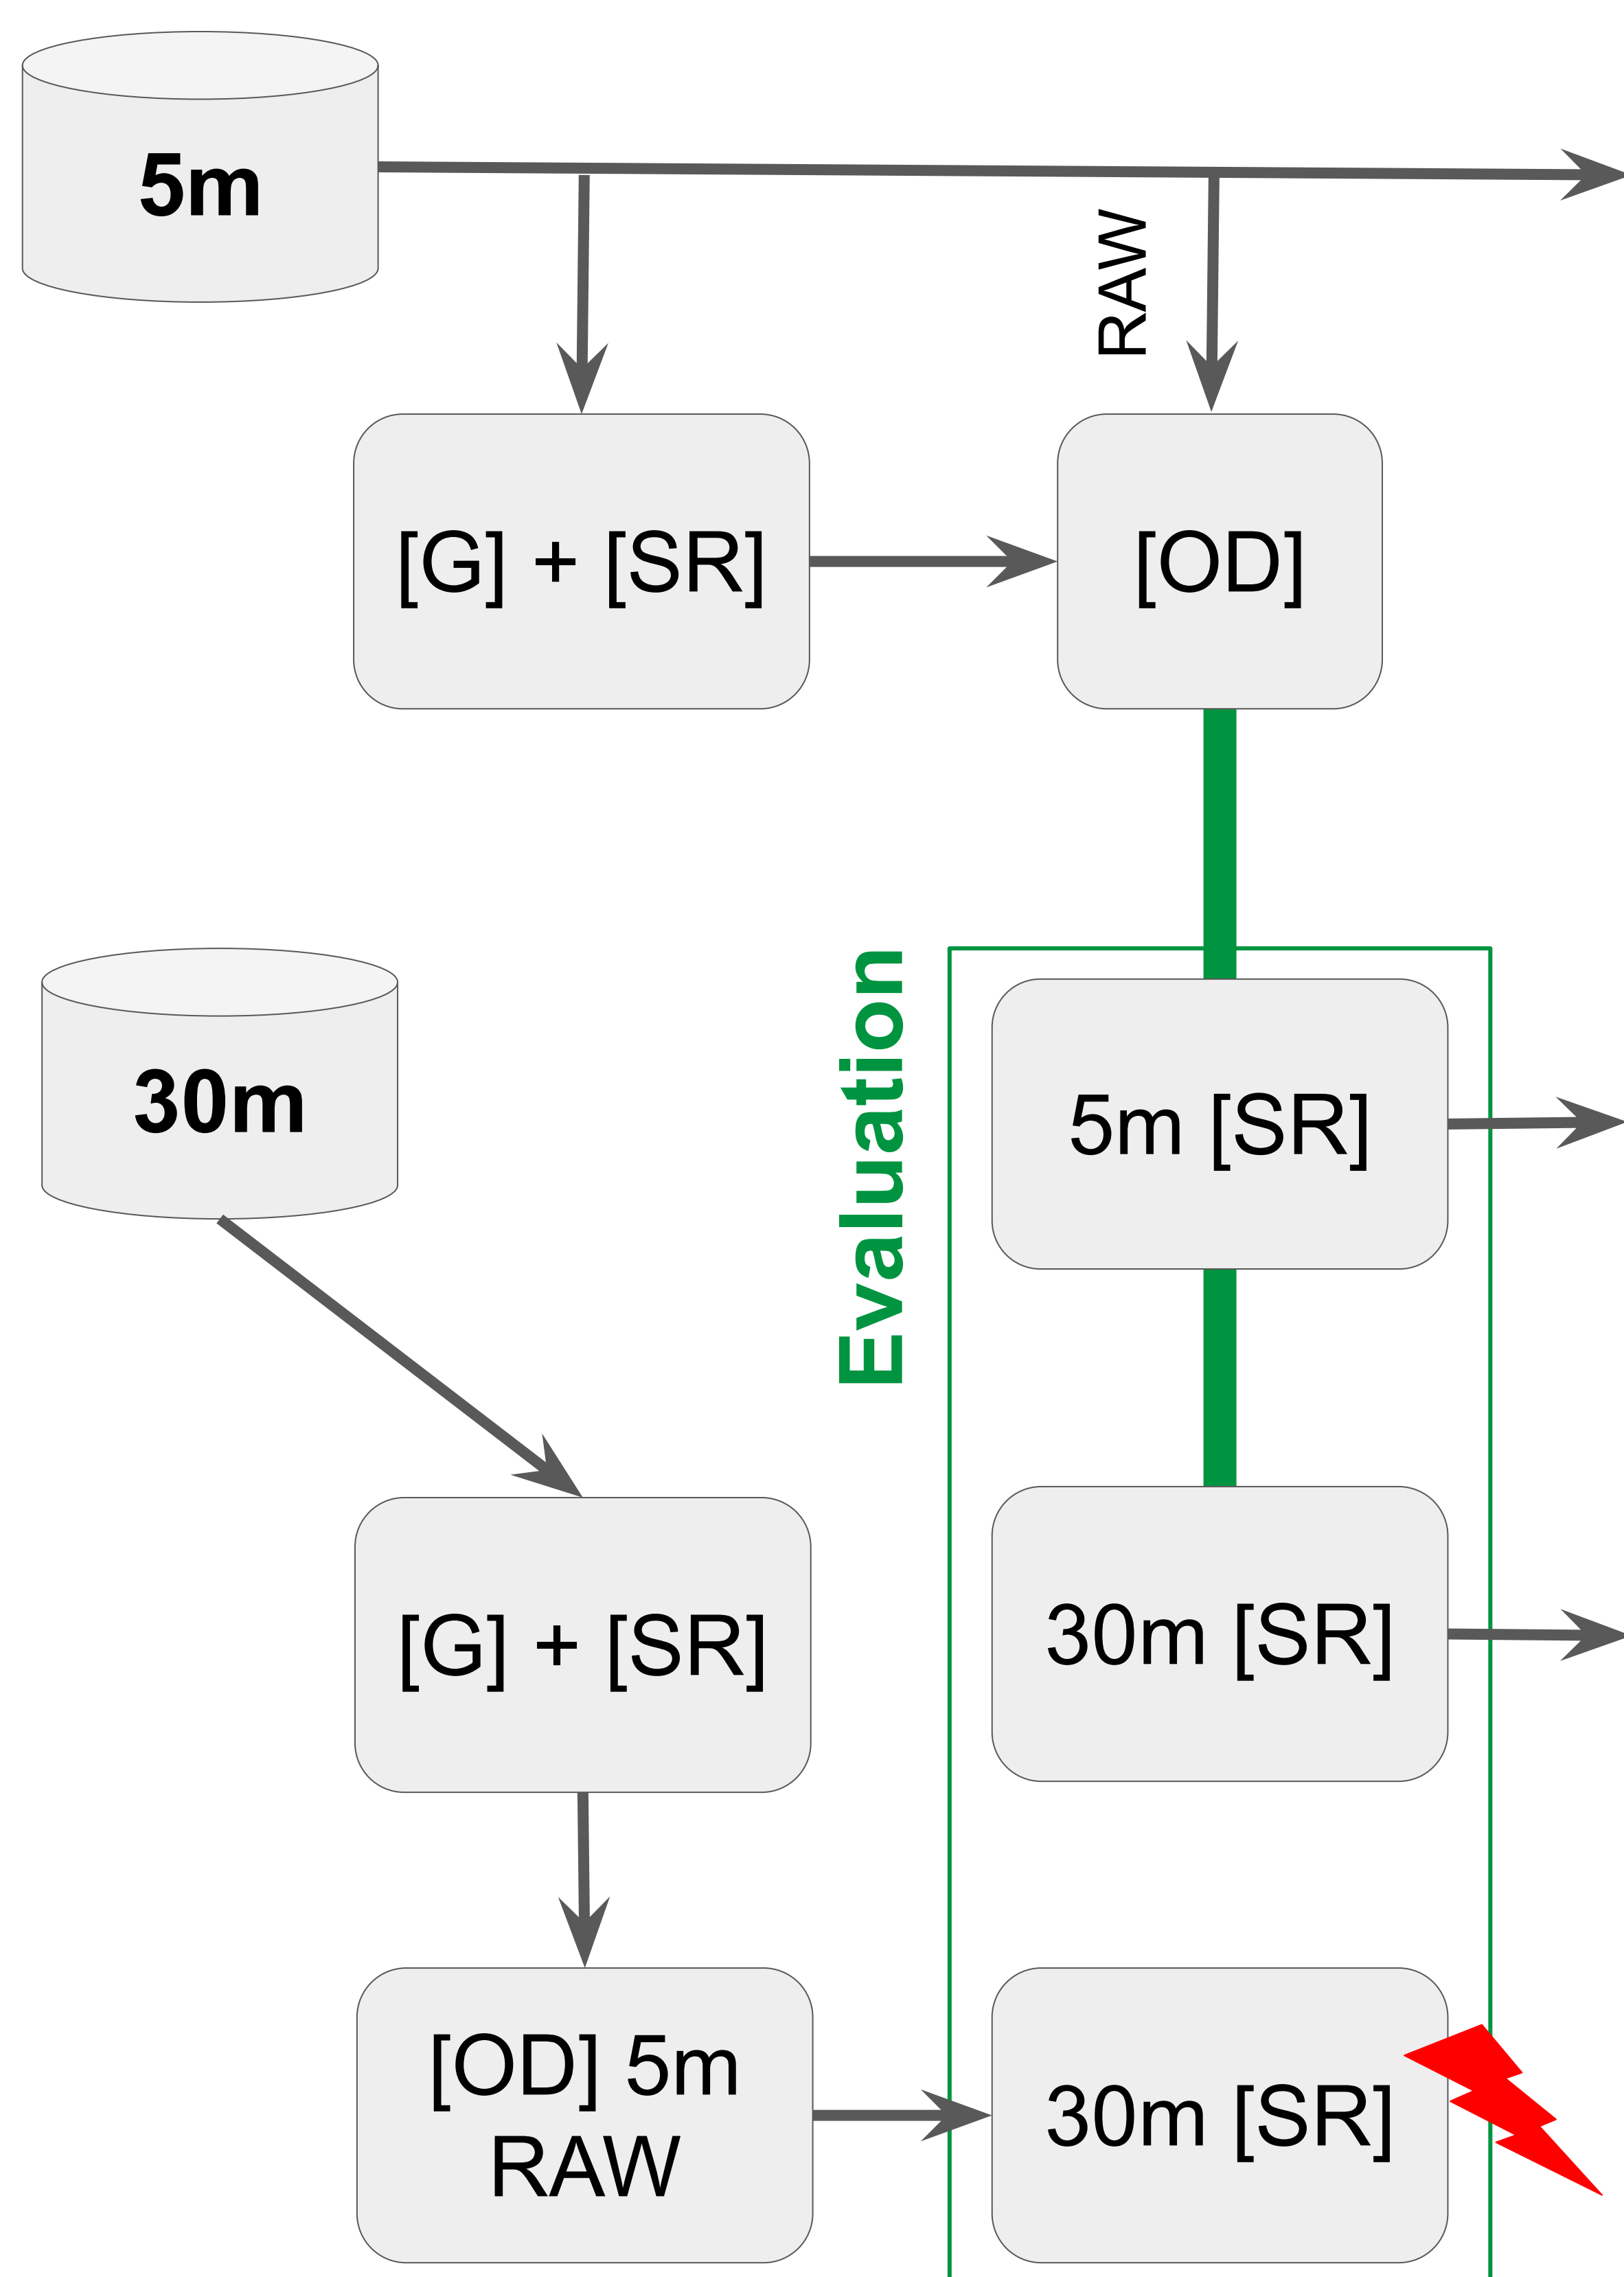 5m
RAW
[G] + [SR]
[OD]
30m
Evaluation
5m [SR]
[G] + [SR]
30m [SR]
[OD] 5m
RAW
30m [SR]